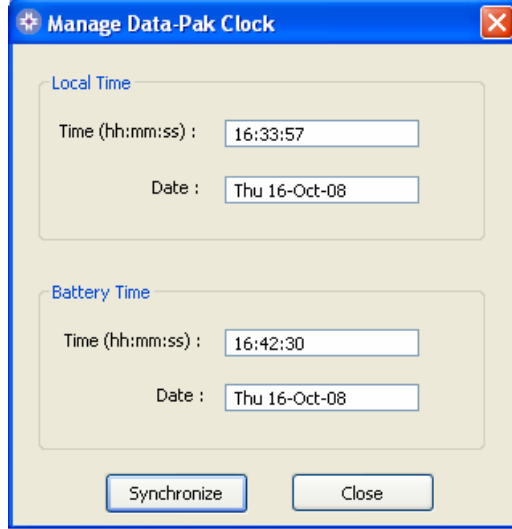 Manage Data-Pak Clock
Local Time
Time (hh:mm:ss) : 16:33:57
Date : Thu 16-Oct-08
Battery Time
Time (hh:mm:ss) : 16:42:30
Date : Thu 16-Oct-08
Synchronize Close